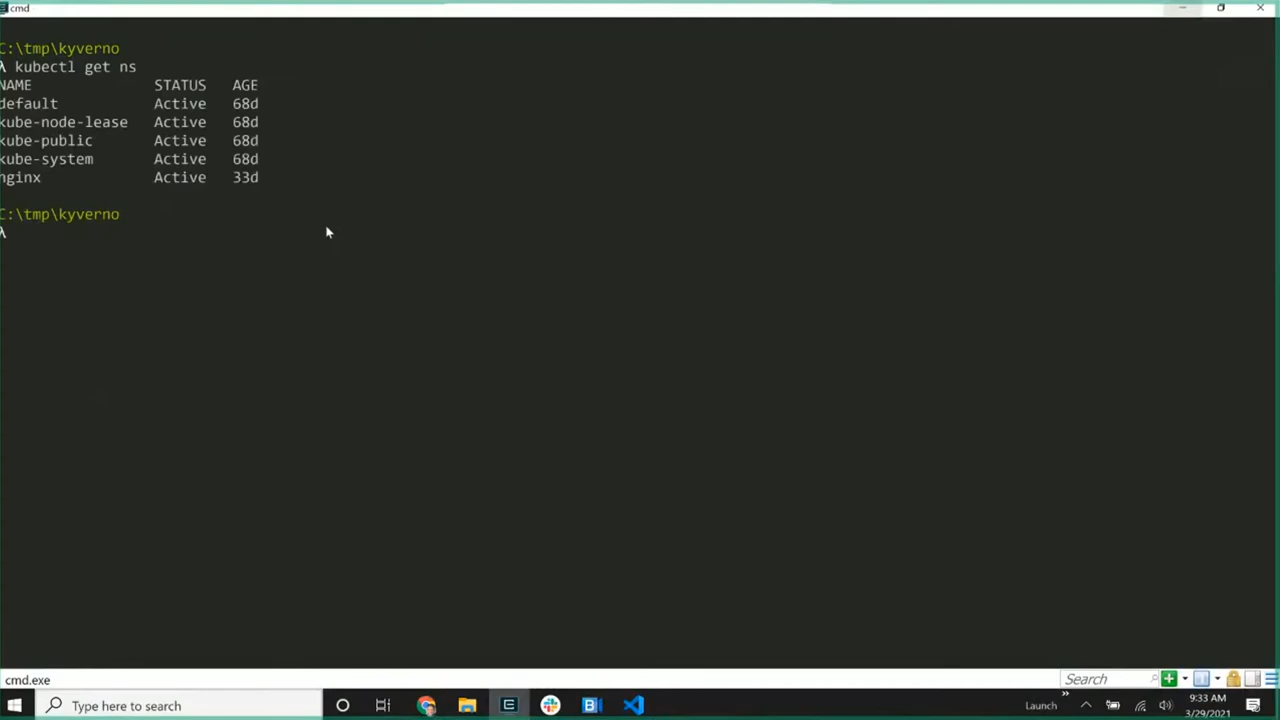 cmd
C:\tmp\kyverno
λ kubectl get ns
NAME STATUS AGE
default Active 68d
kube-node-lease Active 68d
kube-public Active 68d
kube-system Active 68d
nginx Active 33d
C:\tmp\kyverno
λ
cmd.exe
Search
Type here to search
Launch
9:33 AM
3/29/2021